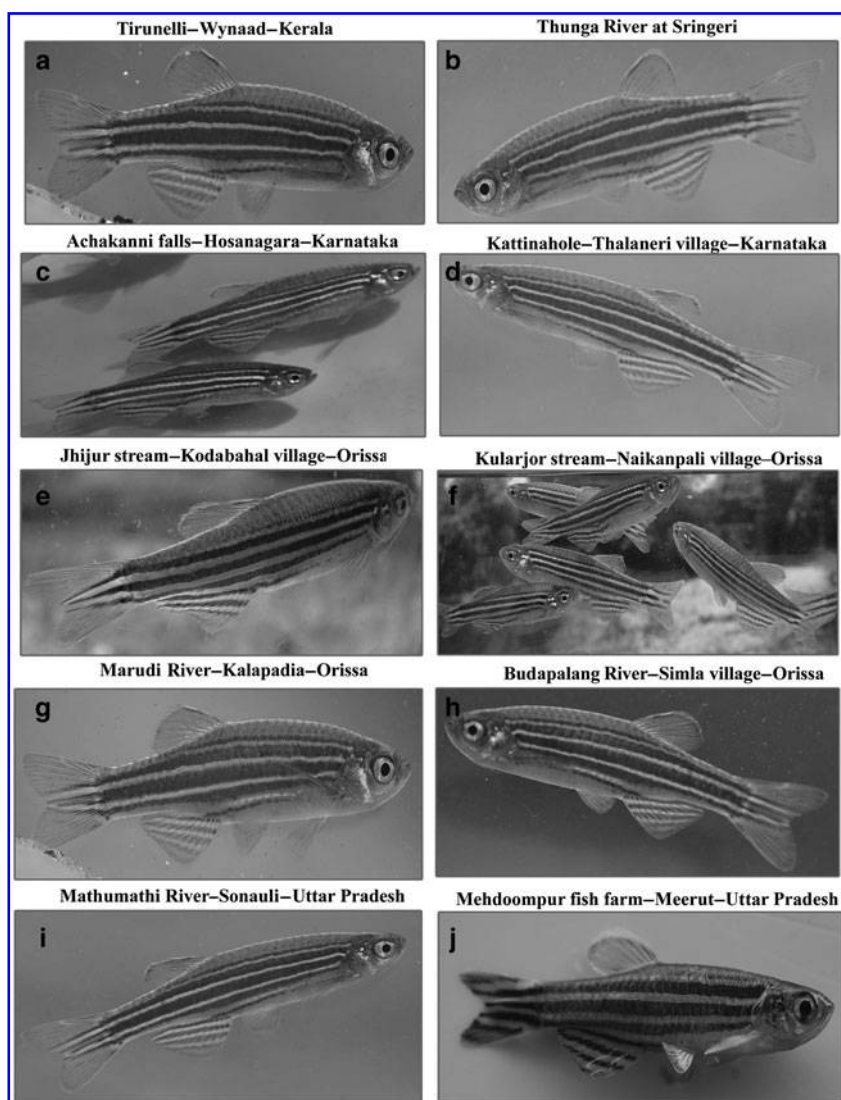 Tirunelli–Wynaad–Kerala
Thunga River at Sringeri
a
b
Achakanni falls–Hosanagara–Karnataka
Kattinahole–Thalaneri village–Karnataka
c
d
Jhijur stream–Kodabahal village–Orissa
Kularjor stream–Naikanpali village–Orissa
e
f
Marudi River–Kalapadia–Orissa
Budapalang River–Simla village–Orissa
g
h
Mathumathi River–Sonauli–Uttar Pradesh
Mehdoompur fish farm–Meerut–Uttar Pradesh
i
j